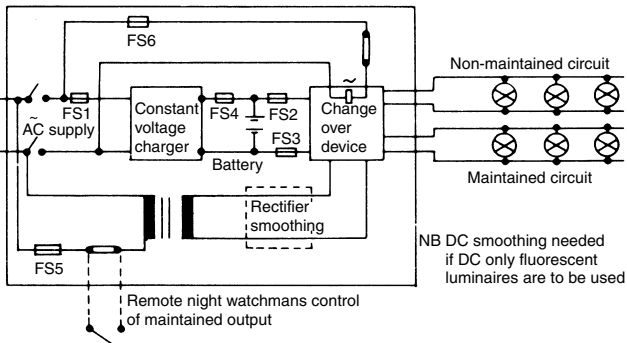 FS6
Non-maintained circuit
FS1
FS4
FS2
~
AC supply
Constant
voltage
charger
~
Change
over
device
FS3
Battery
Maintained circuit
Rectifier
smoothing
FS5
NB DC smoothing needed
if DC only fluorescent
luminaires are to be used
Remote night watchmans control
of maintained output